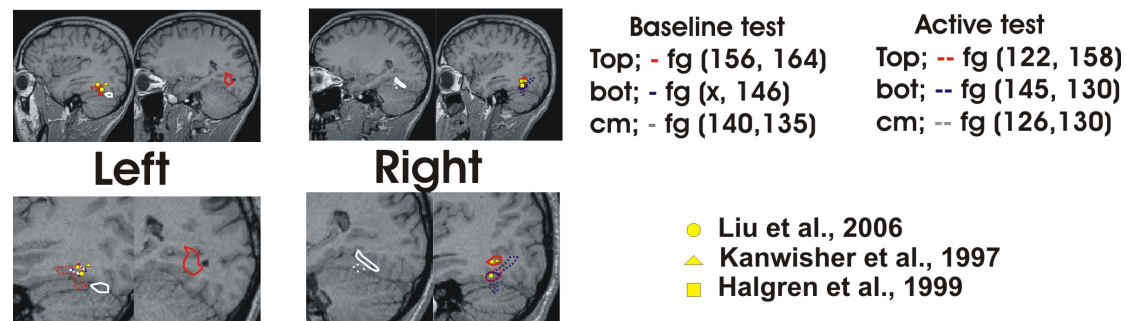 Left
Right
Baseline test
Top; - fg (156, 164)
bot; - fg (x, 146)
cm; - fg (140,135)
Active test
Top; -- fg (122, 158)
bot; -- fg (145, 130)
cm; -- fg (126,130)
Liu et al., 2006
Kanwisher et al., 1997
Halgren et al., 1999